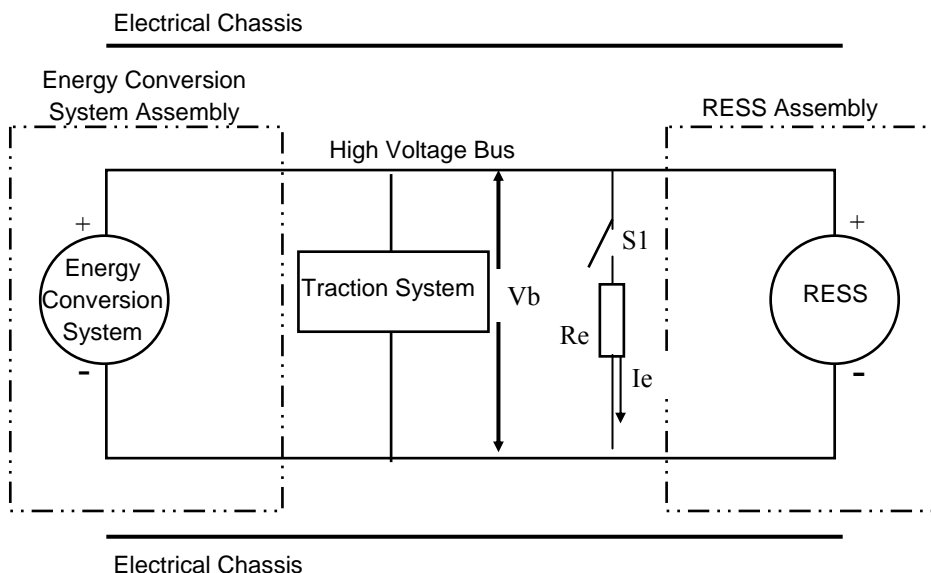 Electrical Chassis
Energy Conversion
System Assembly
RESS Assembly
High Voltage Bus
+
+
S1
Energy
Conversion
System
Traction System
Vb
RESS
Re
Ie
-
-
Electrical Chassis